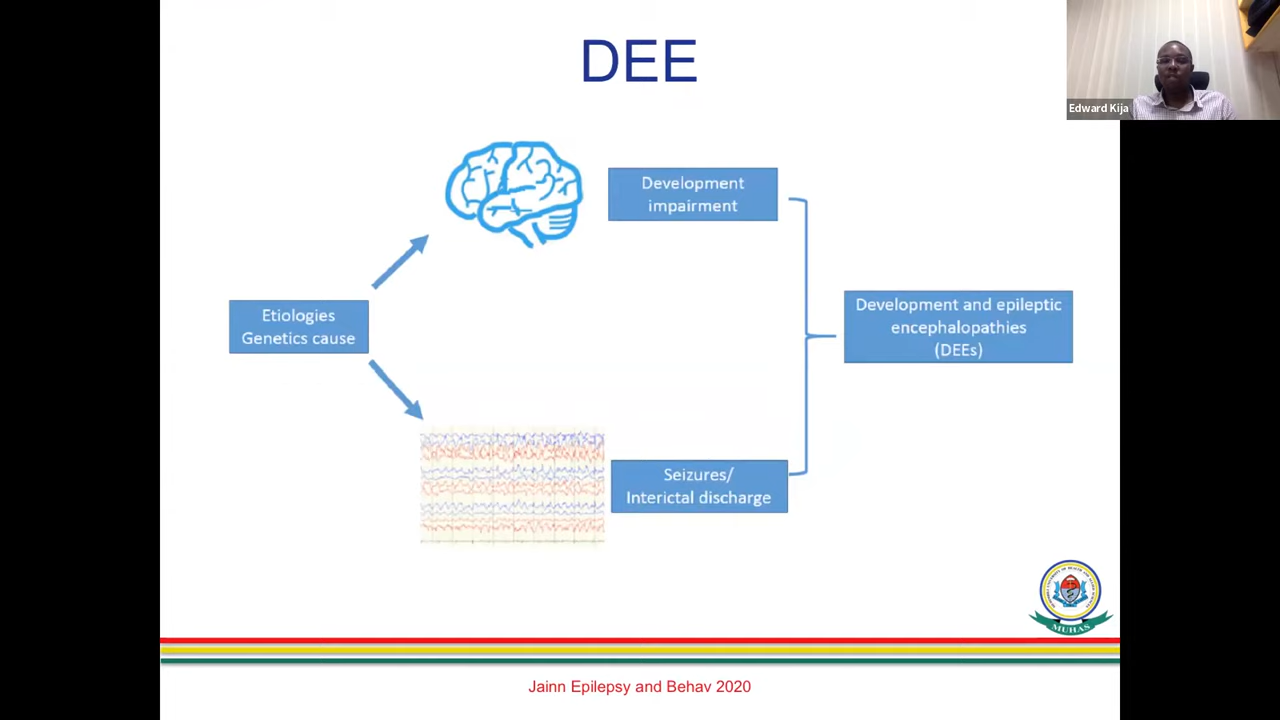 DEE
Edward Kija
Development
impairment
Etiologies
Genetics cause
Development and epileptic
encephalopathies
(DEEs)
Seizures/
Interictal discharge
MUHAS
Jainn Epilepsy and Behav 2020